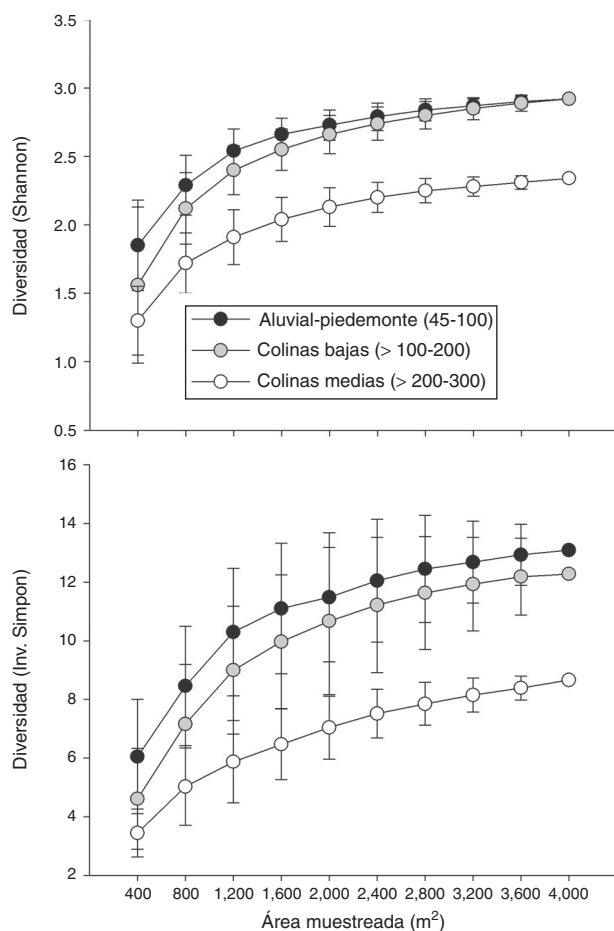 3.5
3.0
2.5
2.0
1.5
1.0
0.5
Diversidad (Shannon)
Aluvial-piedemonte (45-100)
Colinas bajas (> 100-200)
Colinas medias (> 200-300)
16
14
12
10
8
6
4
2
Diversidad (Inv. Simpon)
400 800 1,200 1,600 2,000 2,400 2,800 3,200 3,600 4,000
Área muestreada (m²)